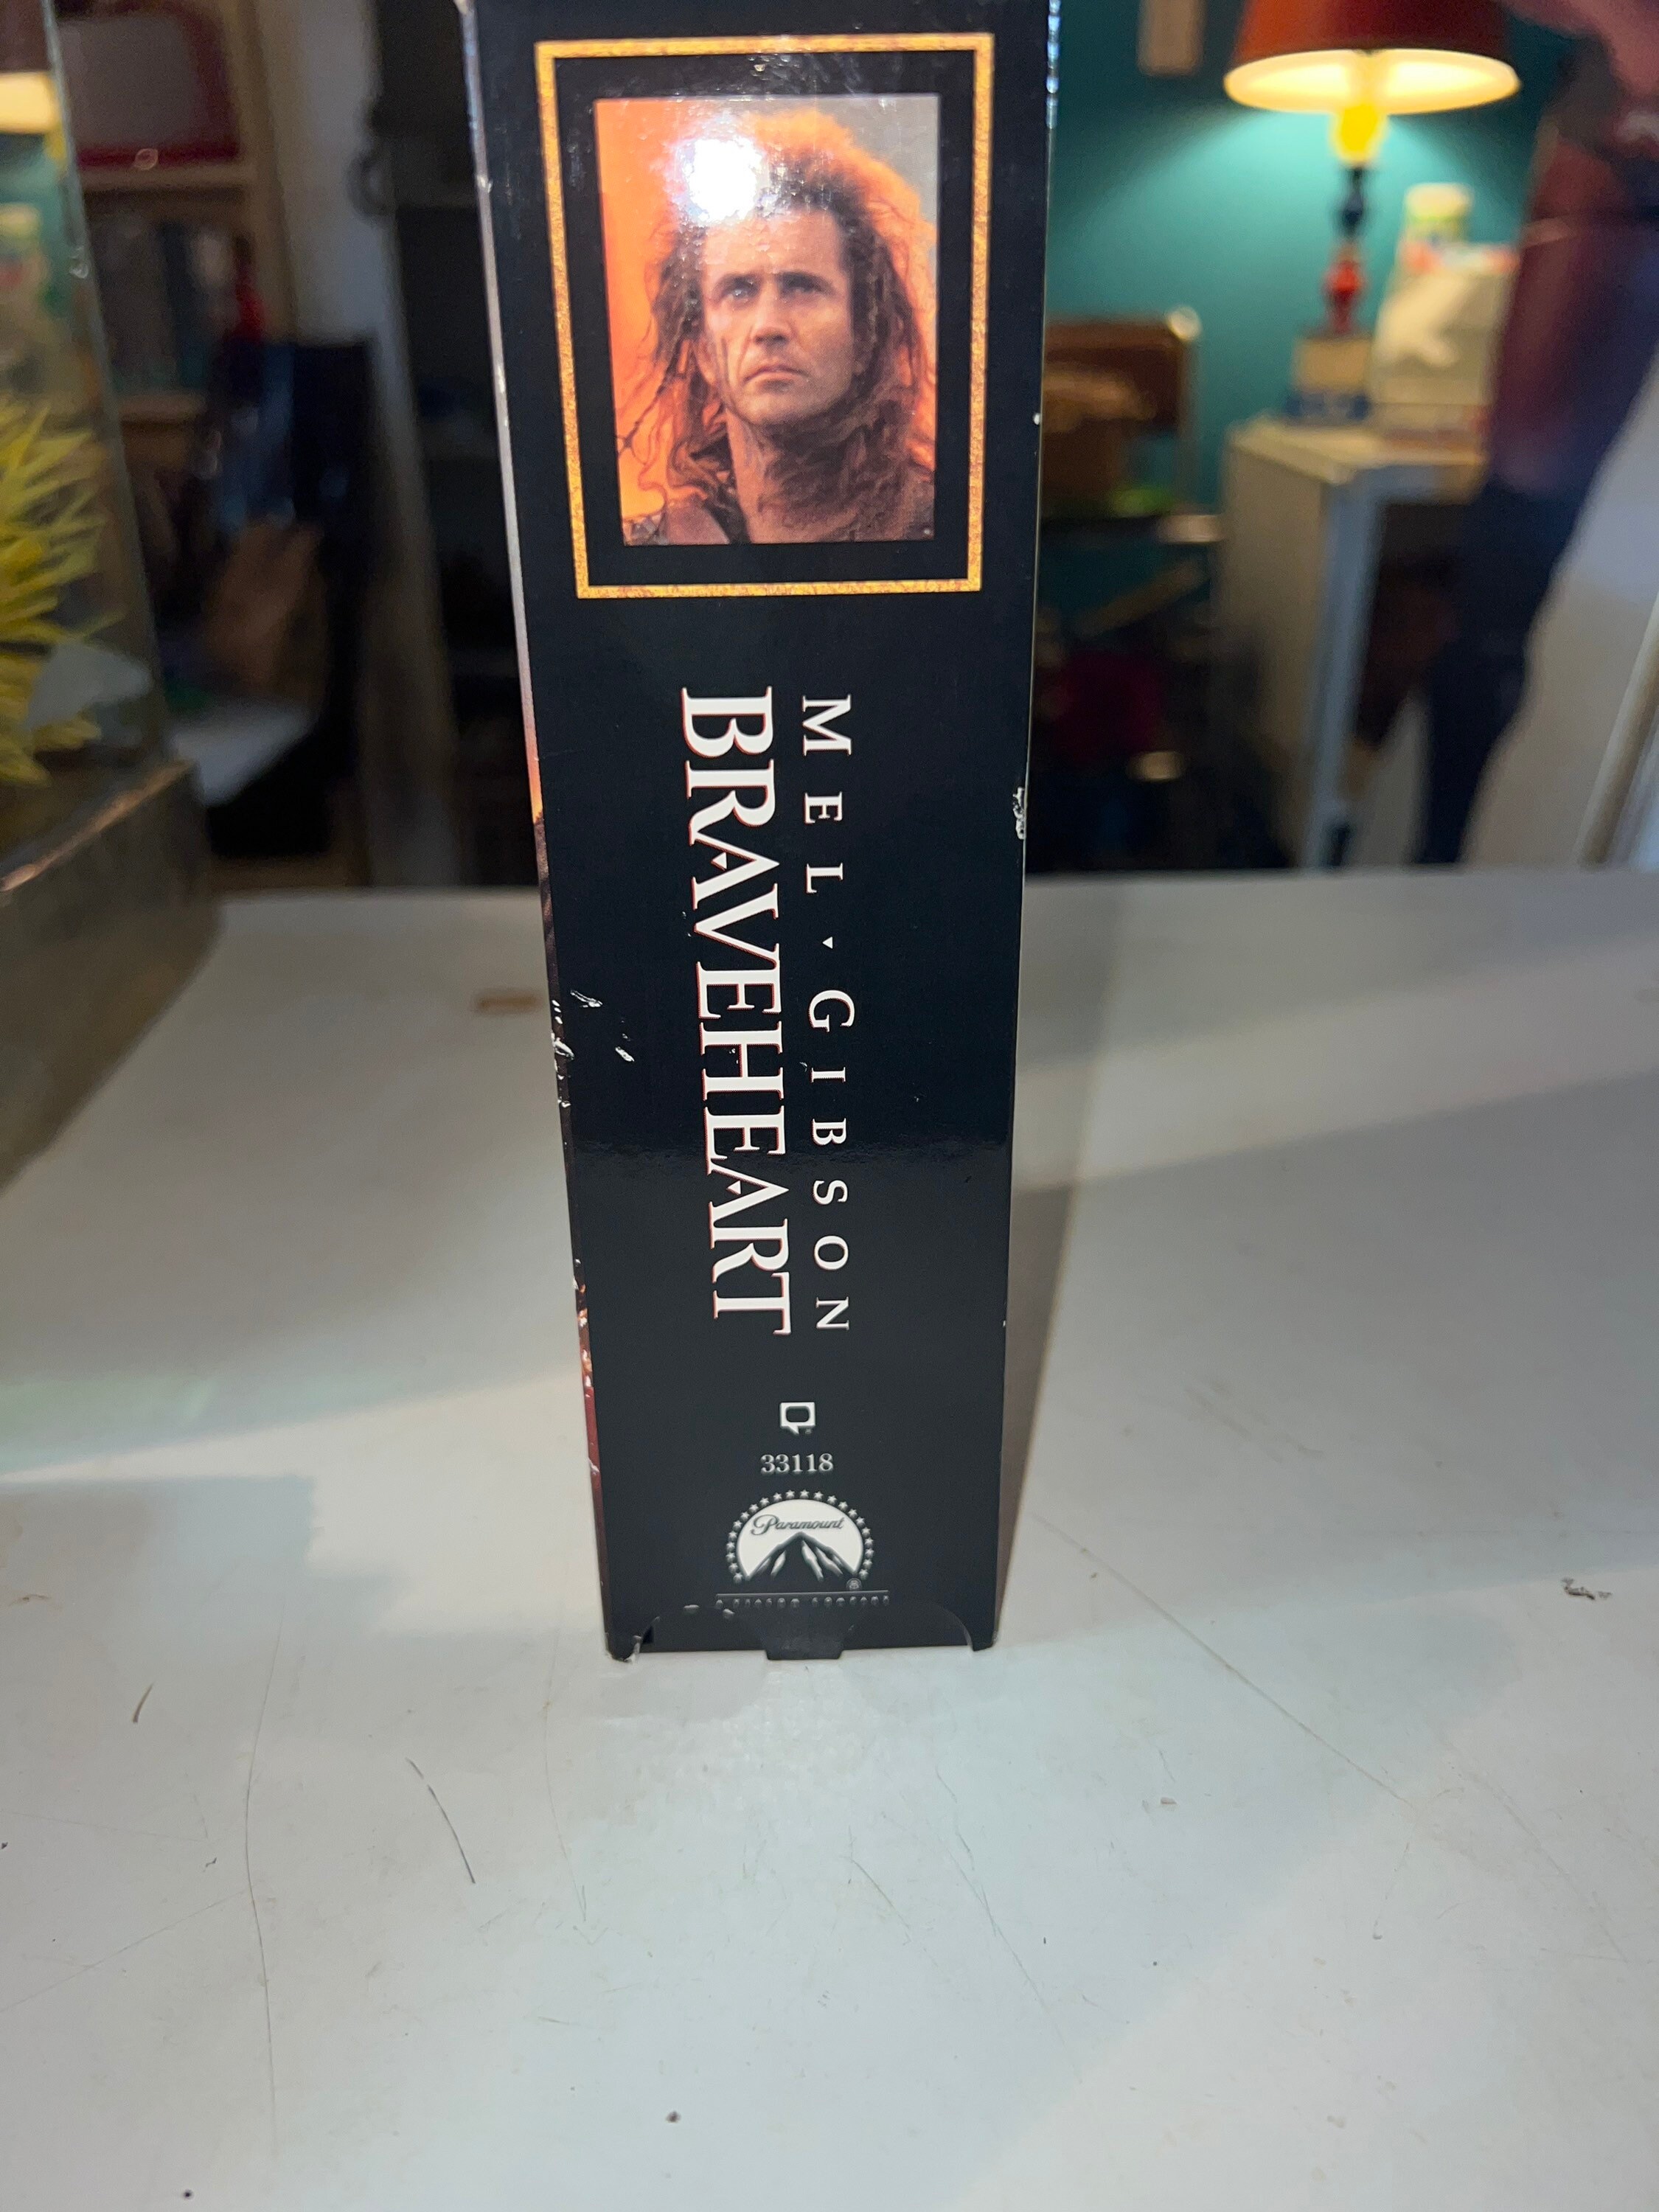 MEL · GIBSON
BRAVEHEART
33118
Paramount